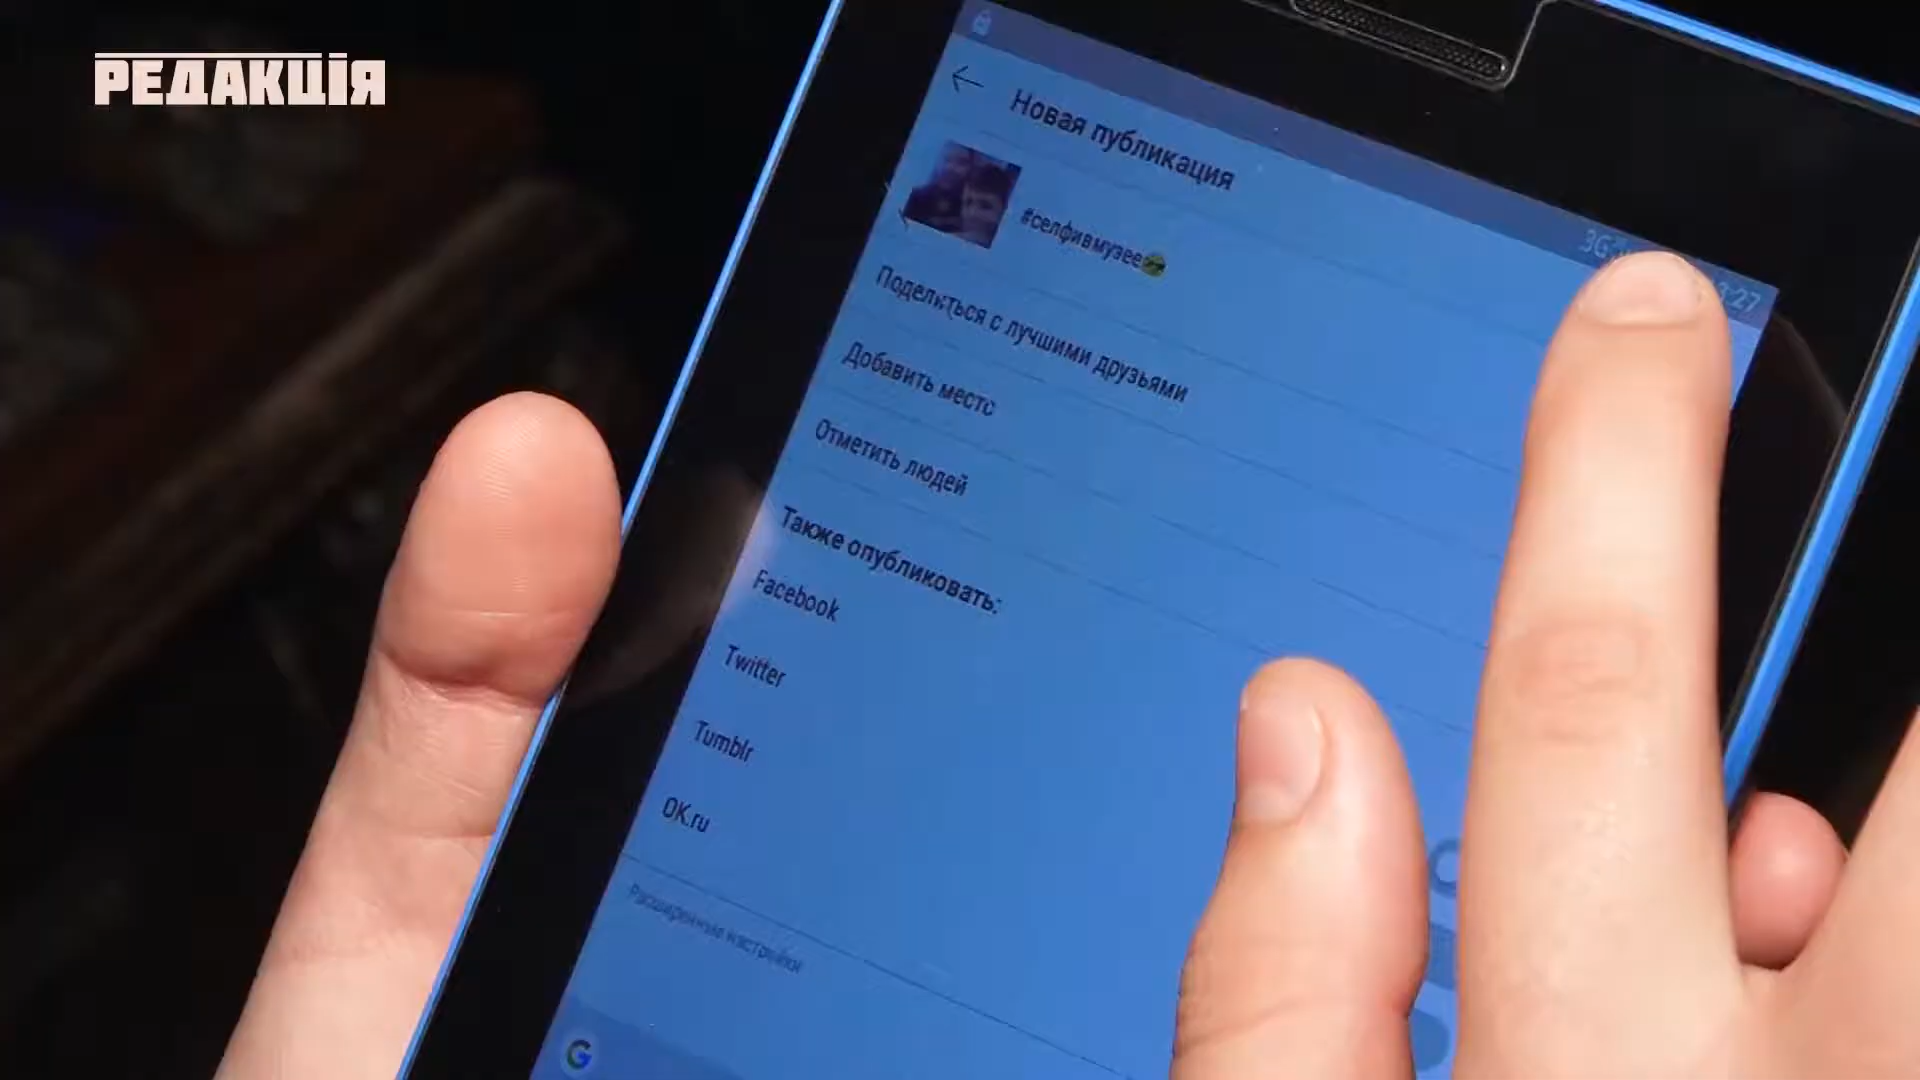 РЕДАКЦІЯ
Новая публикация
#селфивмузее
Поделиться с лучшими друзьями
Добавить место
Отметить людей
Также опубликовать:
Facebook
Twitter
Tumblr
OK.ru
Расширенные настройки
3G
G